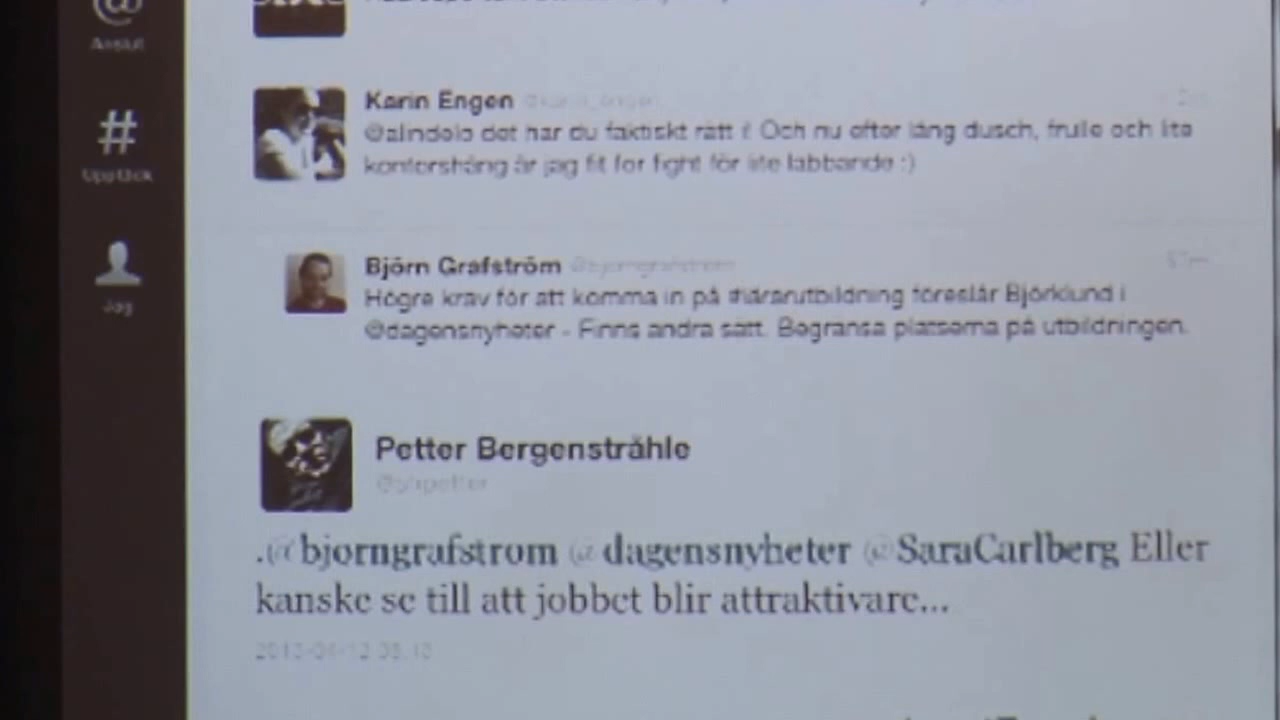 Anslut
Karin Engen
@alindelo det har du faktiskt rätt i! Och nu efter lång dusch, frulle och lite
kontorshäng är jag fit for fight för lite labbande :)
#
Upptäck
Jag
Björn Grafström @bjorngrafstrom
Högre krav för att komma in på #lärarutbildning föreslår Björklund i
@dagensnyheter - Finns andra sätt. Begränsa platserna på utbildningen.
Petter Bergenstråhle
.@bjorngrafstrom @dagensnyheter @SaraCarlberg Eller
kanske se till att jobbet blir attraktivare...